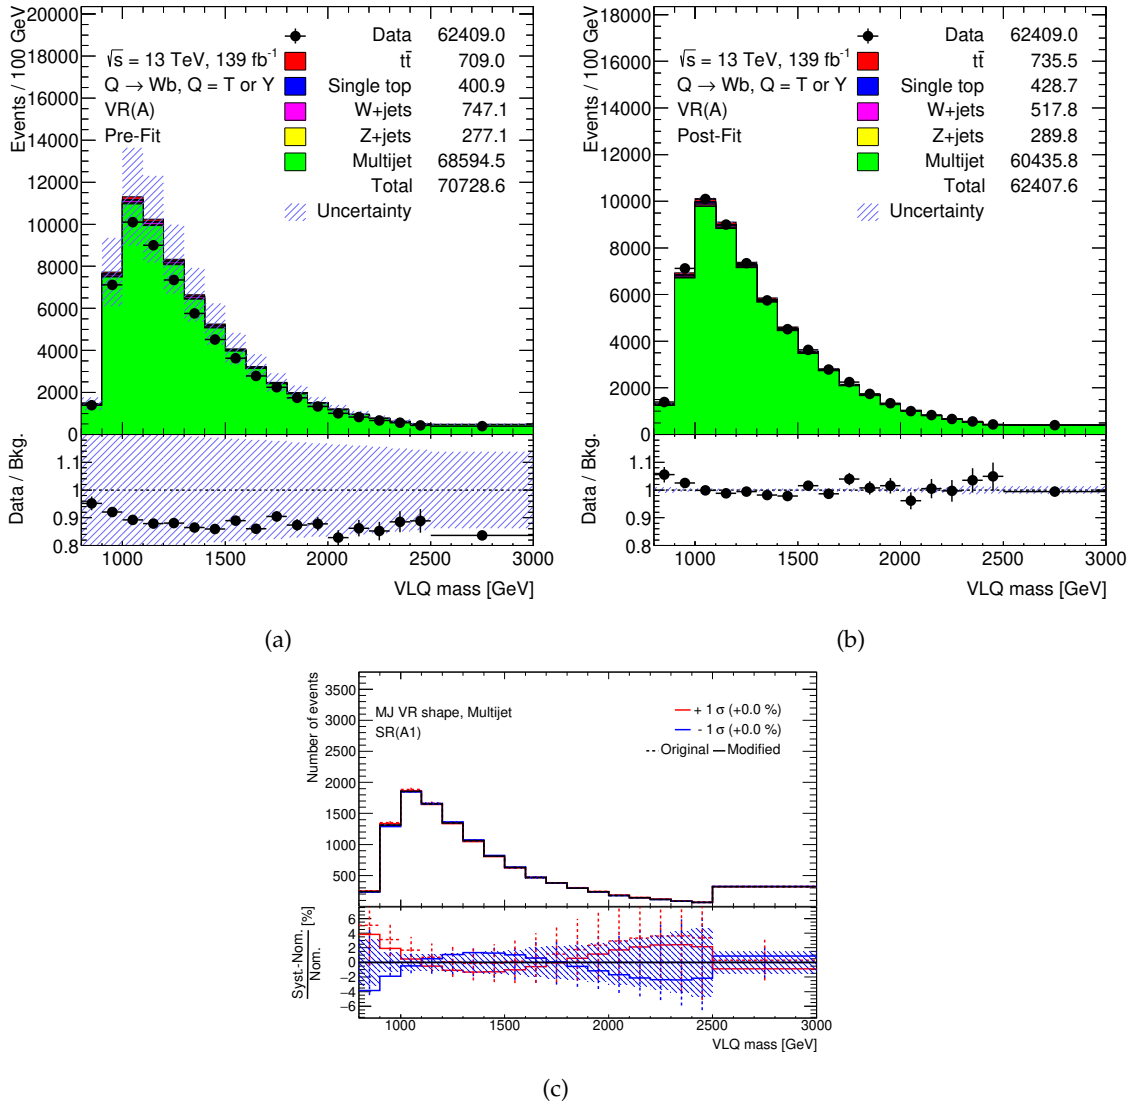 Events / 100 GeV
20000
18000
16000
14000
12000
10000
8000
6000
4000
2000
0
√s = 13 TeV, 139 fb⁻¹
Q → Wb, Q = T or Y
VR(A)
Pre-Fit
Data 62409.0
tt̄ 709.0
Single top 400.9
W+jets 747.1
Z+jets 277.1
Multijet 68594.5
Total 70728.6
Uncertainty
Data / Bkg.
1.1
1
0.9
0.8
1000 1500 2000 2500 3000
VLQ mass [GeV]
(a)
Events / 100 GeV
18000
16000
14000
12000
10000
8000
6000
4000
2000
0
√s = 13 TeV, 139 fb⁻¹
Q → Wb, Q = T or Y
VR(A)
Post-Fit
Data 62409.0
tt̄ 735.5
Single top 428.7
W+jets 517.8
Z+jets 289.8
Multijet 60435.8
Total 62407.6
Uncertainty
Data / Bkg.
1.1
1
0.9
0.8
1000 1500 2000 2500 3000
VLQ mass [GeV]
(b)
Number of events
3500
3000
2500
2000
1500
1000
500
MJ VR shape, Multijet
SR(A1)
+ 1 σ (+0.0 %)
- 1 σ (+0.0 %)
Original Modified
Syst.-Nom. [%]
Nom.
6
4
2
0
−2
−4
−6
1000 1500 2000 2500 3000
VLQ mass [GeV]
(c)